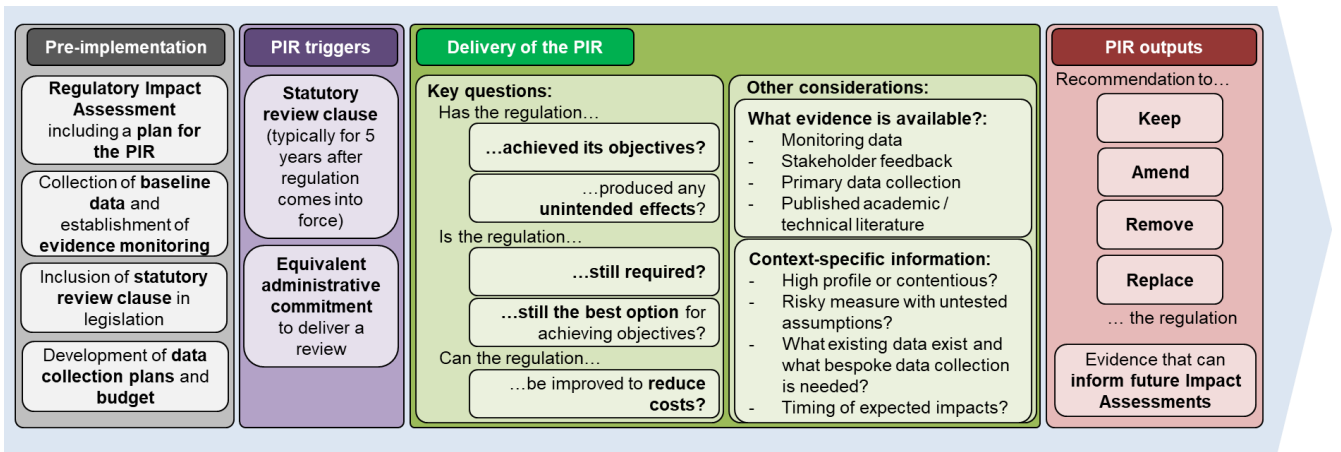 Pre-implementation
Regulatory Impact
Assessment
including a plan for
the PIR
Collection of baseline
data and
establishment of
evidence monitoring
Inclusion of statutory
review clause in
legislation
Development of data
collection plans and
budget
PIR triggers
Statutory
review clause
(typically for 5
years after
regulation
comes into
force)
Equivalent
administrative
commitment
to deliver a
review
Delivery of the PIR
Key questions:
Has the regulation…
…achieved its objectives?
…produced any
unintended effects?
Is the regulation…
…still required?
…still the best option for
achieving objectives?
Can the regulation…
…be improved to reduce
costs?
Other considerations:
What evidence is available?:
- Monitoring data
- Stakeholder feedback
- Primary data collection
- Published academic /
technical literature
Context-specific information:
- High profile or contentious?
- Risky measure with untested
assumptions?
- What existing data exist and
what bespoke data collection
is needed?
- Timing of expected impacts?
PIR outputs
Recommendation to…
Keep
Amend
Remove
Replace
… the regulation
Evidence that can
inform future Impact
Assessments